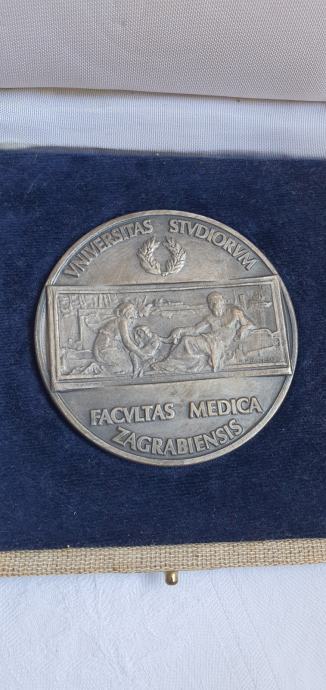 VNIVERSITAS STVDIORVM
FACVLTAS MEDICA
ZAGRABIENSIS